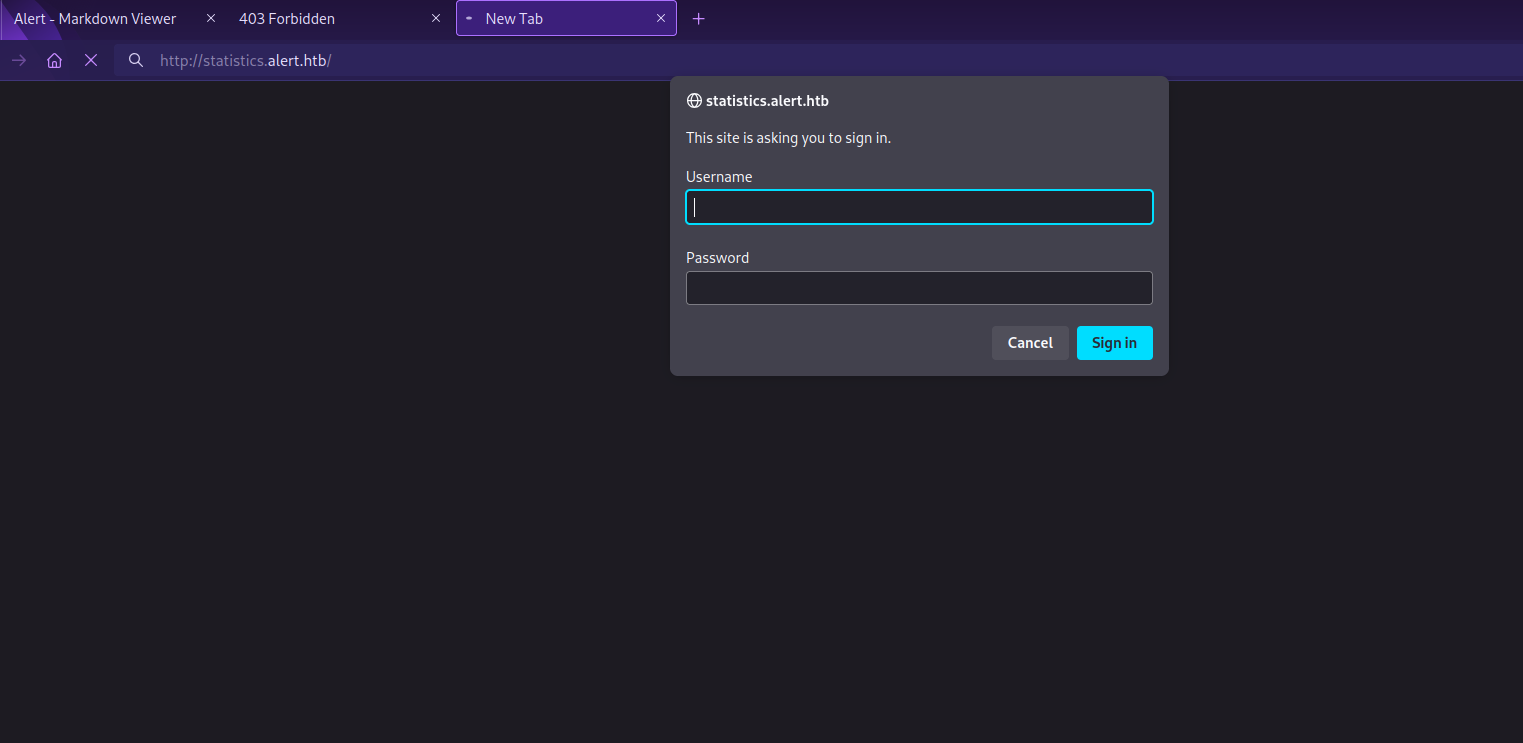 Alert - Markdown Viewer 403 Forbidden New Tab
http://statistics.alert.htb/
statistics.alert.htb
This site is asking you to sign in.
Username
Password
Cancel Sign in